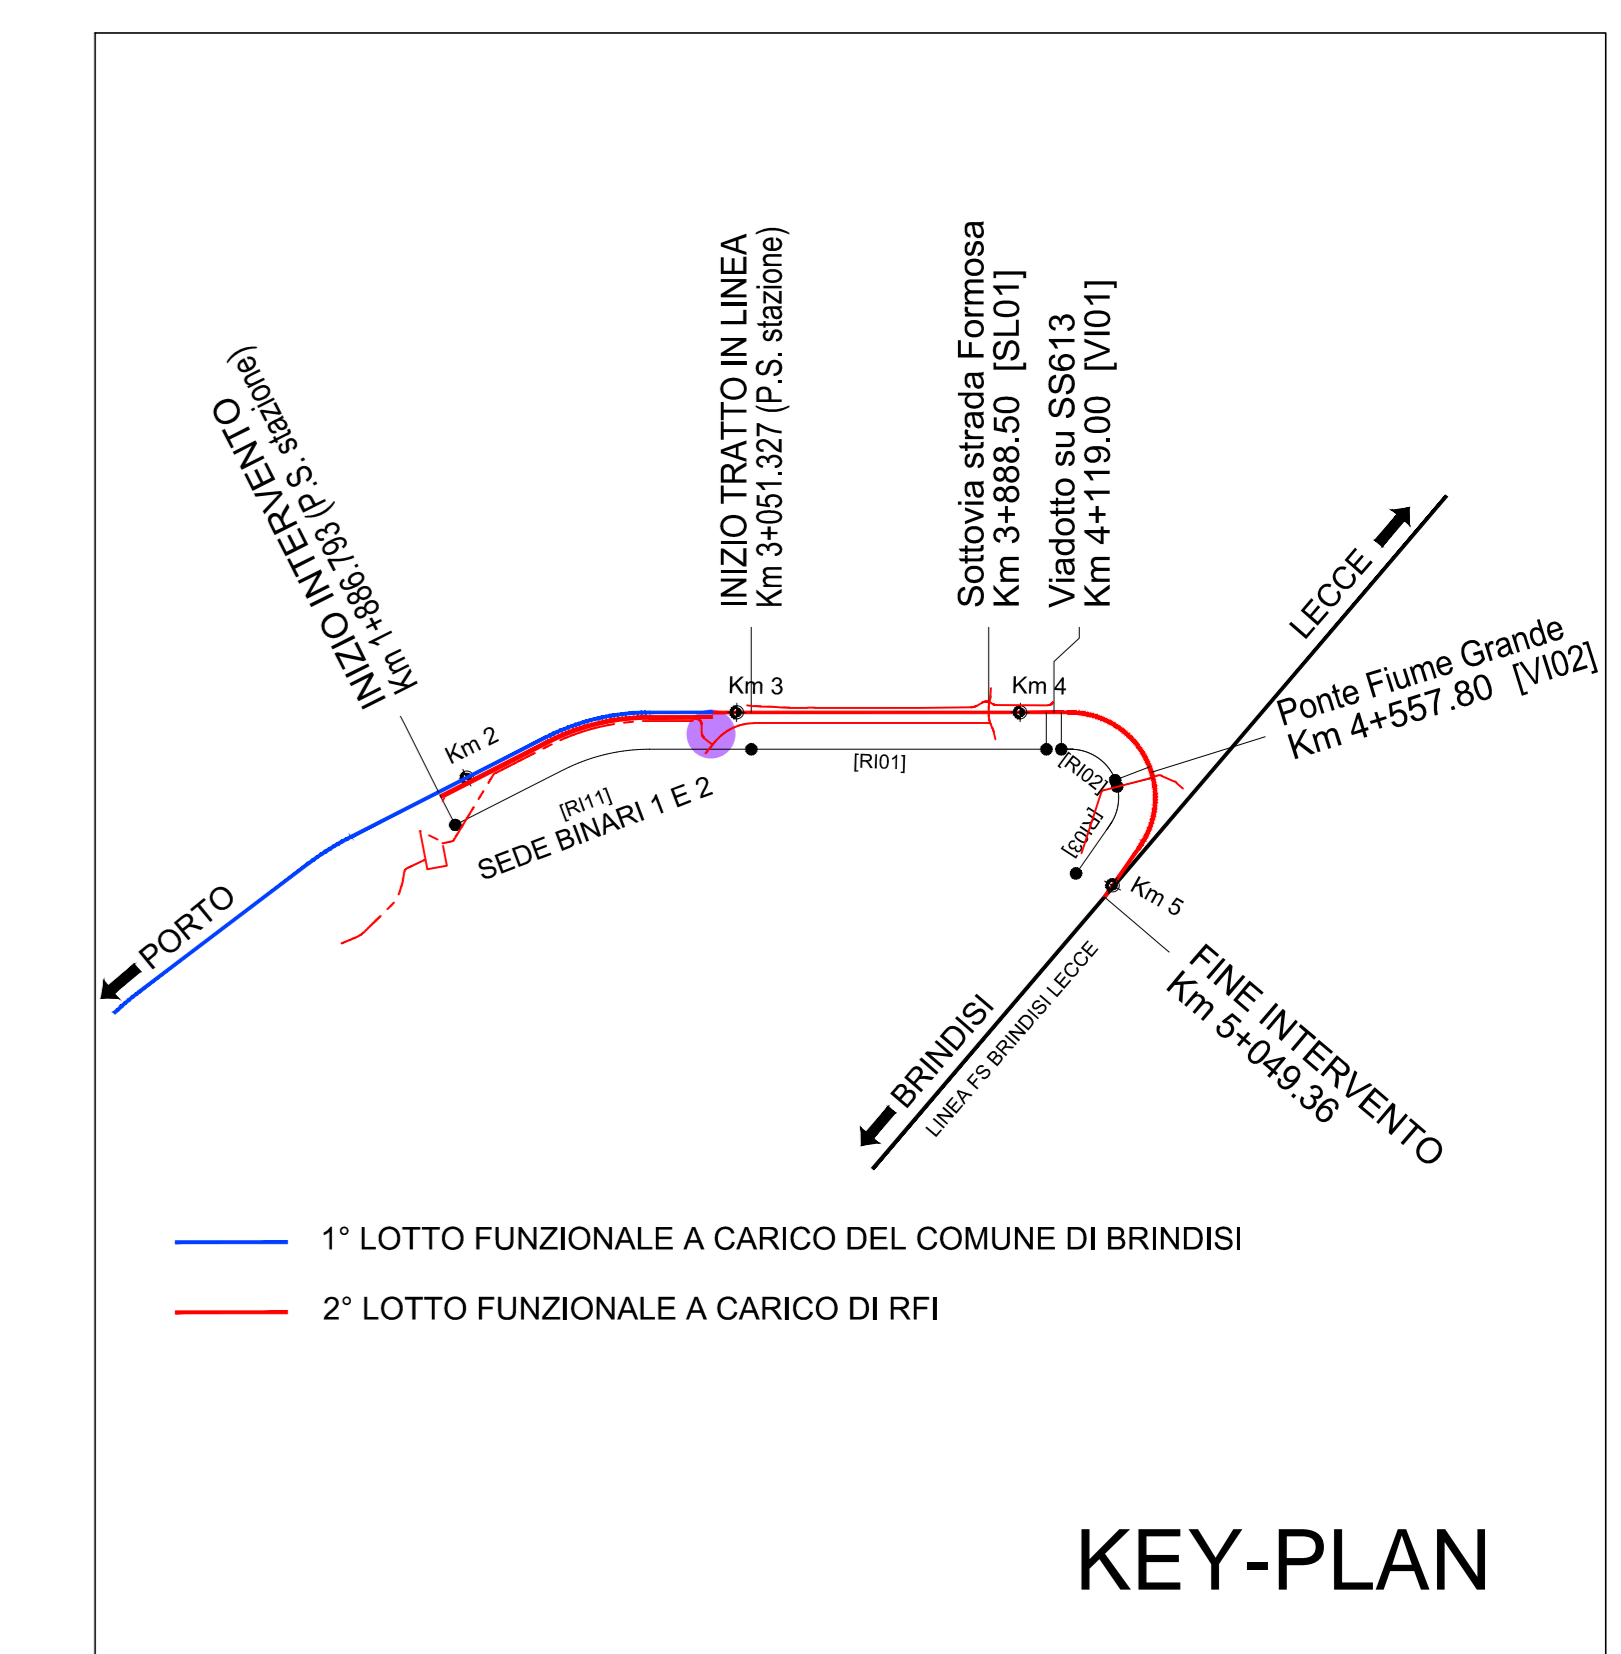 INIZIO INTERVENTO
Km 1+886.793 (P.S. stazione)
INIZIO TRATTO IN LINEA
Km 3+051.327 (P.S. stazione)
Sottovia strada Formosa
Km 3+888.50 [SL01]
Viadotto su SS613
Km 4+119.00 [VI01]
LECCE
Ponte Fiume Grande
Km 4+557.80 [VI02]
Km 2
Km 3
Km 4
[RI11]
SEDE BINARI 1 E 2
[RI01]
[RI02]
[RI03]
Km 5
PORTO
BRINDISI
LINEA FS BRINDISI LECCE
FINE INTERVENTO
Km 5+049.36
1° LOTTO FUNZIONALE A CARICO DEL COMUNE DI BRINDISI
2° LOTTO FUNZIONALE A CARICO DI RFI
KEY-PLAN